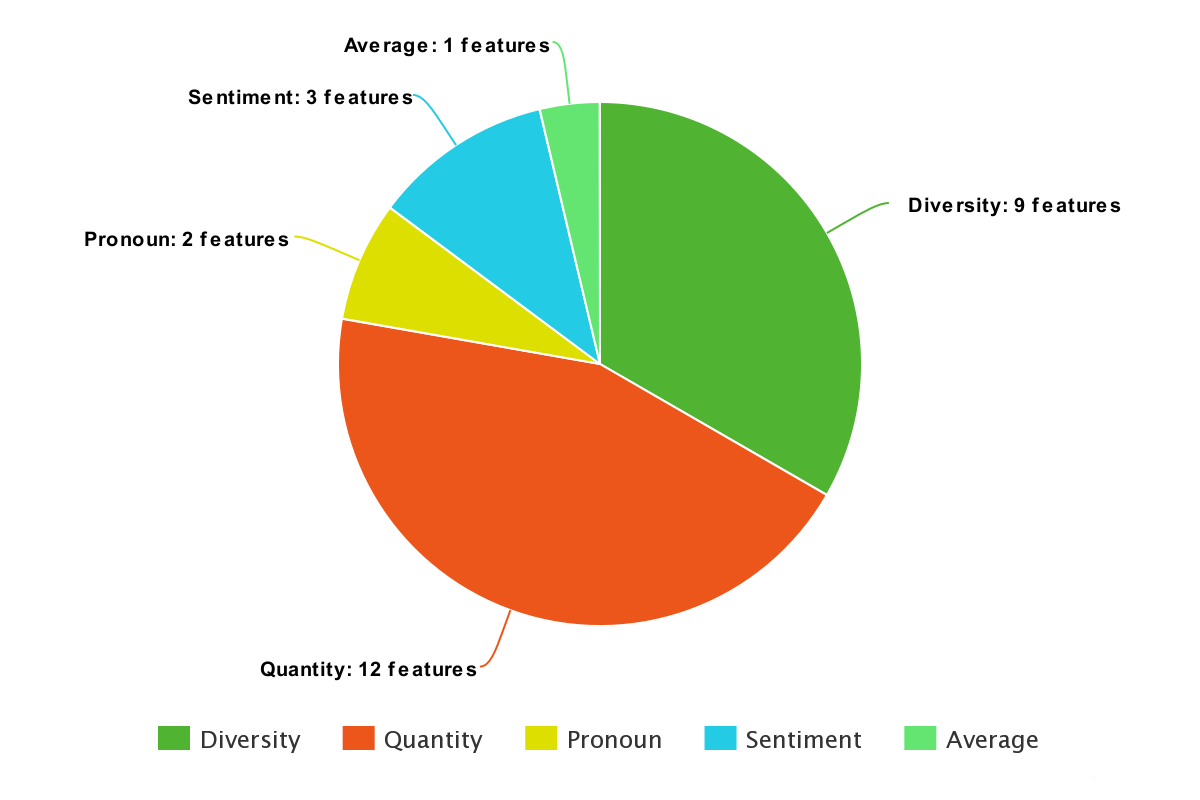 Average: 1 features
Sentiment: 3 features
Diversity: 9 features
Pronoun: 2 features
Quantity: 12 features
Diversity Quantity Pronoun Sentiment Average